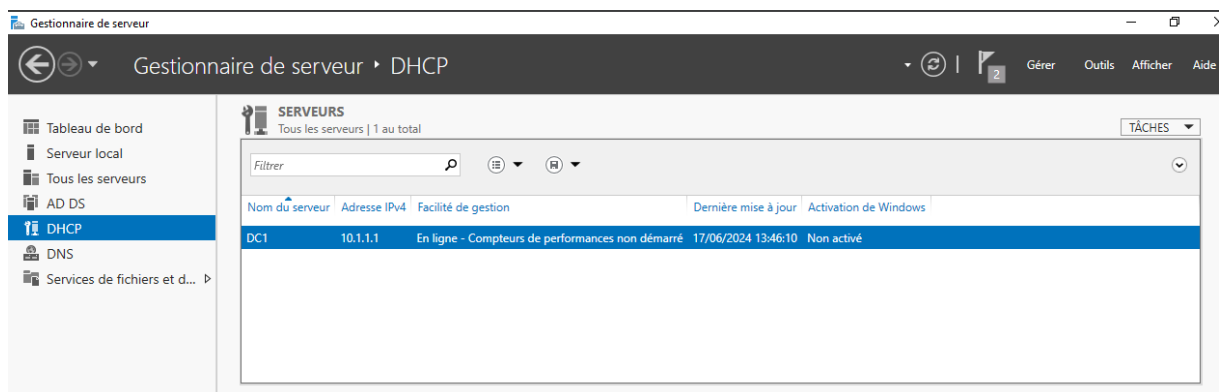 Gestionnaire de serveur
Gestionnaire de serveur ‣ DHCP
2
Gérer Outils Afficher Aide
Tableau de bord
Serveur local
Tous les serveurs
AD DS
DHCP
DNS
Services de fichiers et d...
SERVEURS
Tous les serveurs | 1 au total
TÂCHES
Filtrer
Nom du serveur Adresse IPv4 Facilité de gestion Dernière mise à jour Activation de Windows
DC1 10.1.1.1 En ligne - Compteurs de performances non démarré 17/06/2024 13:46:10 Non activé